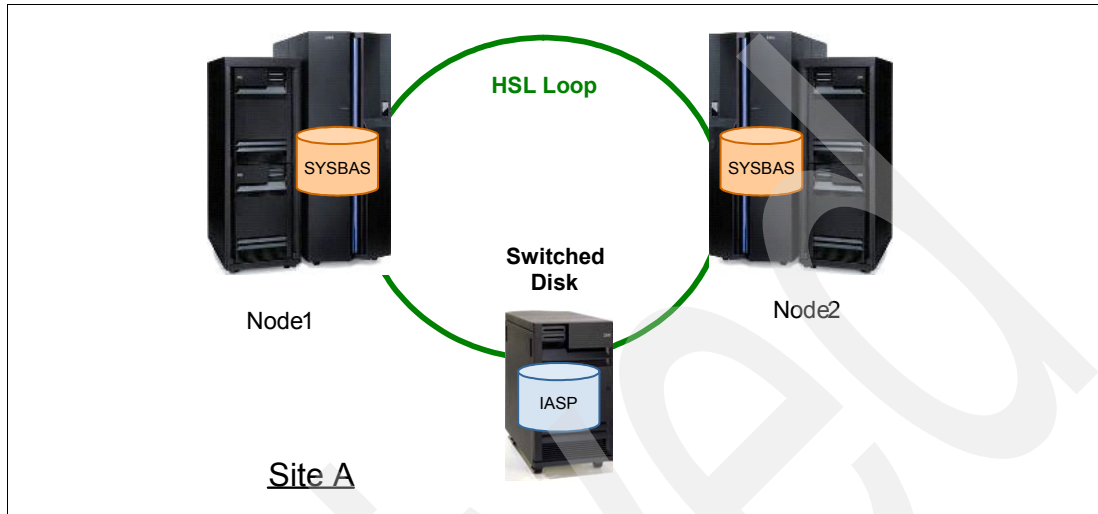 HSL Loop
SYSBAS
SYSBAS
Switched
Disk
Node1
Node2
IASP
Site A